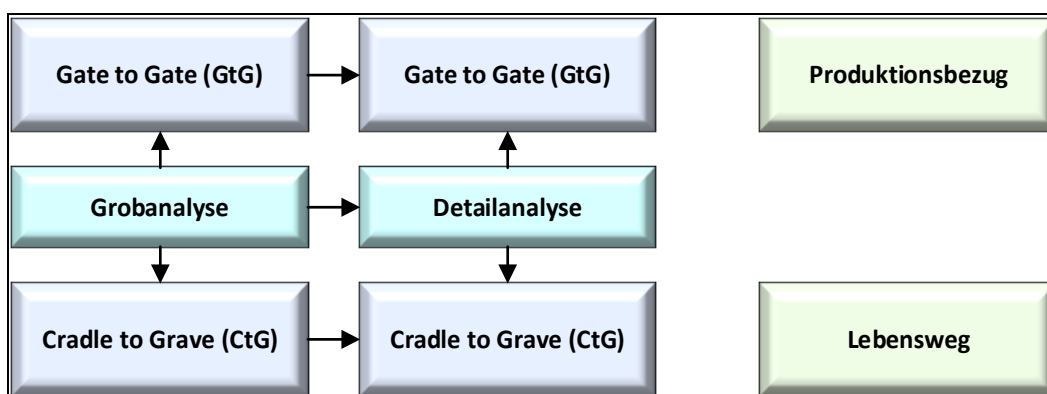 Gate to Gate (GtG)
Gate to Gate (GtG)
Produktionsbezug
Grobanalyse
Detailanalyse
Cradle to Grave (CtG)
Cradle to Grave (CtG)
Lebensweg